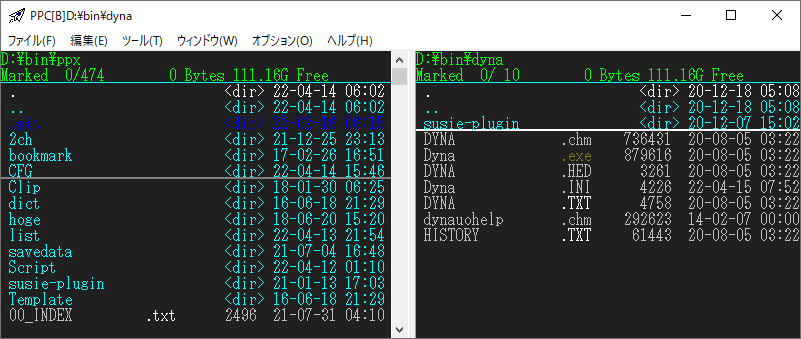 PPC[B]D:¥bin¥dyna
ファイル(F) 編集(E) ツール(T) ウィンドウ(W) オプション(O) ヘルプ(H)
D:¥bin¥ppx
Marked 0/474 0 Bytes 111.16G Free
. <dir> 22-04-14 06:02
.. <dir> 22-04-14 06:02
2ch <dir> 21-12-25 23:13
bookmark <dir> 17-02-26 16:51
CFG <dir> 22-04-14 15:46
Clip <dir> 18-01-30 06:25
dict <dir> 16-06-18 21:29
hoge <dir> 18-06-20 15:20
list <dir> 22-04-13 21:54
savedata <dir> 21-07-04 16:48
Script <dir> 22-04-12 01:10
susie-plugin <dir> 21-01-13 17:03
Template <dir> 16-06-18 21:29
00_INDEX .txt 2496 21-07-31 04:10
D:¥bin¥dyna
Marked 0/ 10 0 Bytes 111.16G Free
. <dir> 20-12-18 05:08
.. <dir> 20-12-18 05:08
susie-plugin <dir> 20-12-07 15:02
DYNA .chm 736431 20-08-05 03:22
Dyna .exe 879616 20-08-05 03:22
DYNA .HED 3261 20-08-05 03:22
Dyna .INI 4226 22-04-15 07:52
DYNA .TXT 4758 20-08-05 03:22
dynauohelp .chm 292623 14-02-07 00:00
HISTORY .TXT 61443 20-08-05 03:22